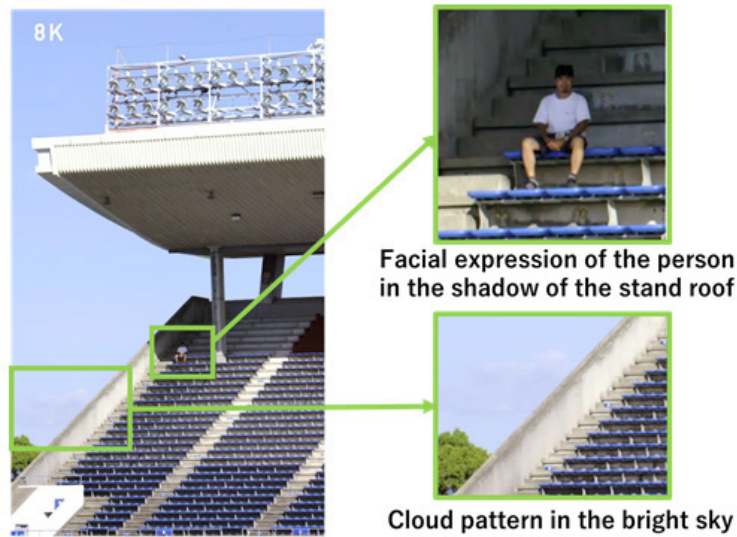 8K
Facial expression of the person
in the shadow of the stand roof
Cloud pattern in the bright sky